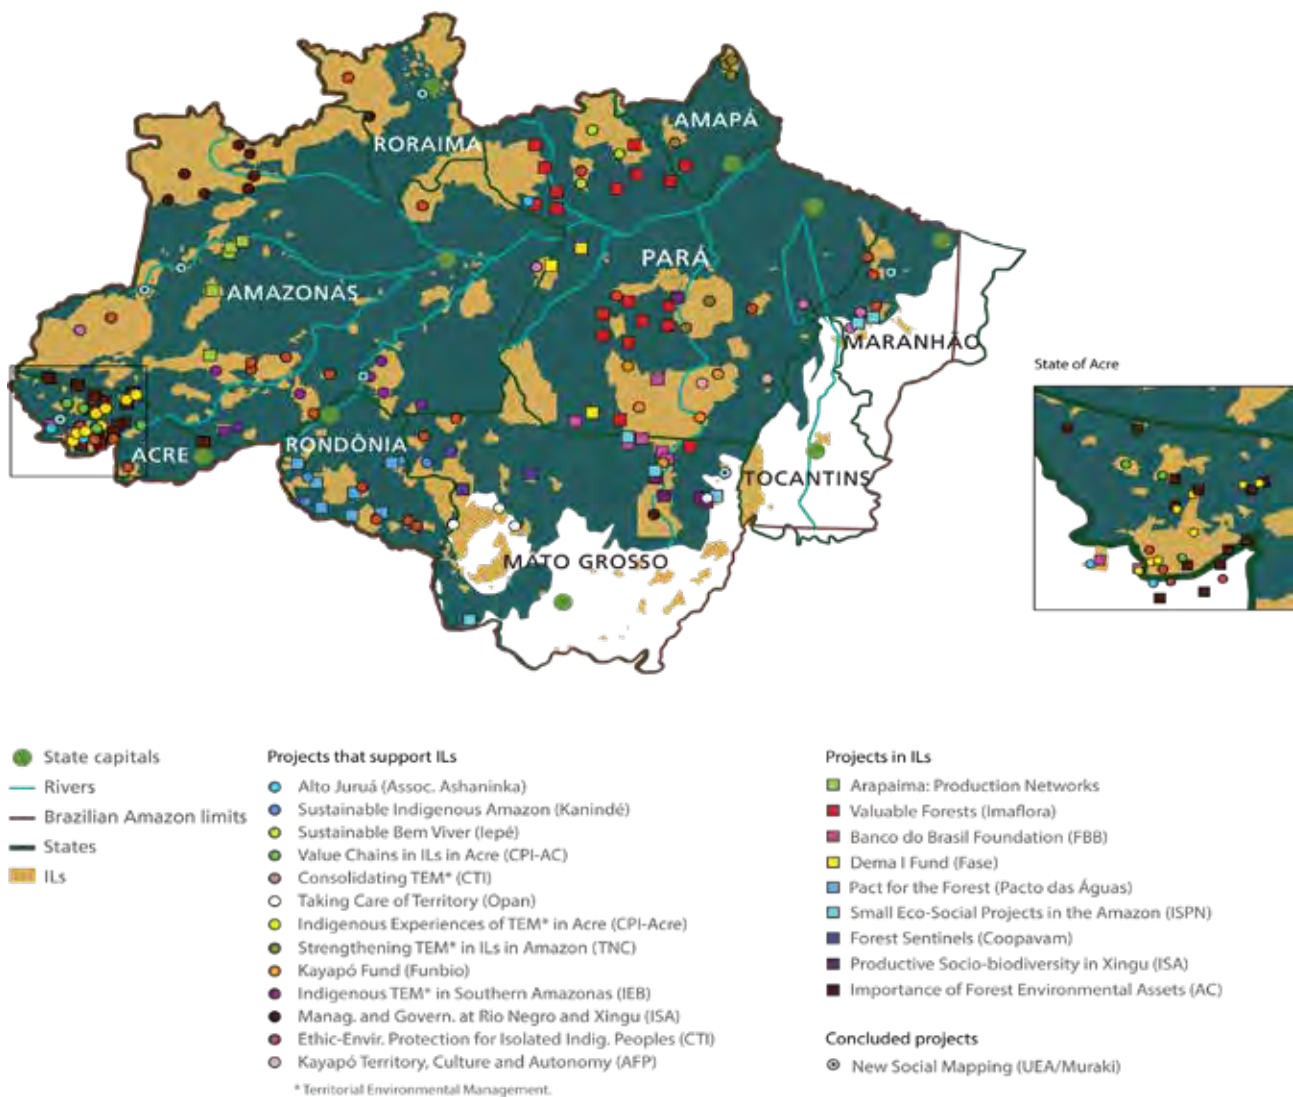 AMAPÁ
RORAIMA
PARÁ
AMAZONAS
MARANHÃO
State of Acre
ACRE
RONDÔNIA
TOCANTINS
MATO GROSSO
State capitals
Rivers
Brazilian Amazon limits
States
ILs
Projects that support ILs
Alto Juruá (Assoc. Ashaninka)
Sustainable Indigenous Amazon (Kanindé)
Sustainable Bem Viver (Iepé)
Value Chains in ILs in Acre (CPI-AC)
Consolidating TEM* (CTI)
Taking Care of Territory (Opan)
Indigenous Experiences of TEM* in Acre (CPI-Acre)
Strengthening TEM* in ILs in Amazon (TNC)
Kayapó Fund (Funbio)
Indigenous TEM* in Southern Amazonas (IEB)
Manag. and Govern. at Rio Negro and Xingu (ISA)
Ethic-Envir. Protection for Isolated Indig. Peoples (CTI)
Kayapó Territory, Culture and Autonomy (AFP)
* Territorial Environmental Management.
Projects in ILs
Arapaima: Production Networks
Valuable Forests (Imaflora)
Banco do Brasil Foundation (FBB)
Dema I Fund (Fase)
Pact for the Forest (Pacto das Águas)
Small Eco-Social Projects in the Amazon (ISPN)
Forest Sentinels (Coopavam)
Productive Socio-biodiversity in Xingu (ISA)
Importance of Forest Environmental Assets (AC)
Concluded projects
New Social Mapping (UEA/Muraki)